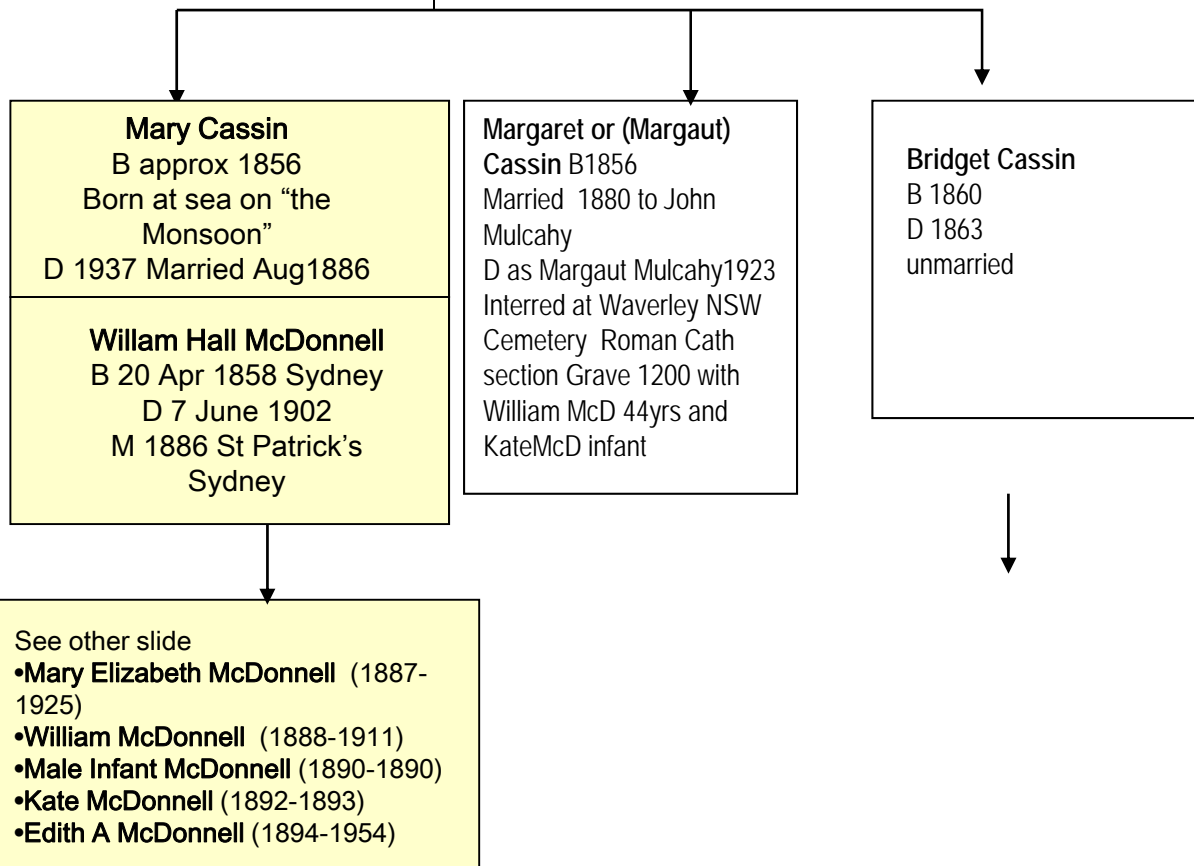 Mary Cassin
B approx 1856
Born at sea on “the
Monsoon”
D 1937 Married Aug1886
Willam Hall McDonnell
B 20 Apr 1858 Sydney
D 7 June 1902
M 1886 St Patrick’s
Sydney
Margaret or (Margaut)
Cassin B1856
Married 1880 to John
Mulcahy
D as Margaut Mulcahy1923
Interred at Waverley NSW
Cemetery Roman Cath
section Grave 1200 with
William McD 44yrs and
KateMcD infant
Bridget Cassin
B 1860
D 1863
unmarried
See other slide
•Mary Elizabeth McDonnell (1887-
1925)
•William McDonnell (1888-1911)
•Male Infant McDonnell (1890-1890)
•Kate McDonnell (1892-1893)
•Edith A McDonnell (1894-1954)